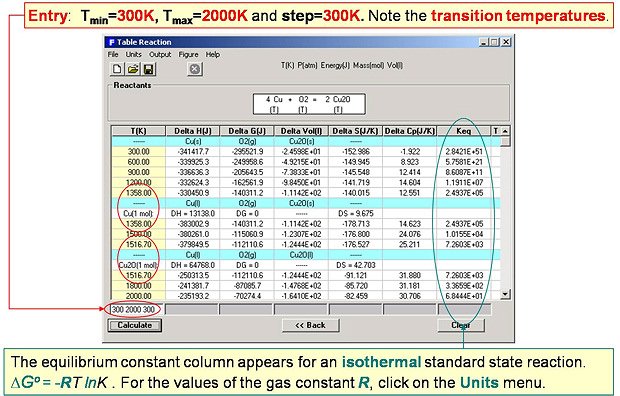 Entry: Tmin=300K, Tmax=2000K and step=300K. Note the transition temperatures.
F Table Reaction
File Units Output Figure Help
T(K) P(atm) Energy(J) Mass(mol) Vol(l)
Reactants
4 Cu + O2 = 2 Cu2O
(T) (T) (T)
T(K) Delta H(J) Delta G(J) Delta Vol(l) Delta S(J/K) Delta Cp(J/K) Keq T
----- Cu(s) O2(g) Cu2O(s)
300.00 -341417.7 -295521.9 -2.4598E+01 -152.986 -1.922 2.8421E+51
600.00 -339925.3 -249958.6 -4.9215E+01 -149.945 8.923 5.7581E+21
900.00 -336636.3 -205643.5 -7.3833E+01 -145.548 12.414 8.6087E+11
1200.00 -332624.3 -162561.9 -9.8450E+01 -141.719 14.604 1.1911E+07
1358.00 -330450.9 -140311.2 -1.1142E+02 -140.015 12.551 2.4937E+05
----- Cu(l) O2(g) Cu2O(s)
Cu(1 mol): DH = 13138.0 DG = 0 ----- DS = 9.675
1358.00 -383002.9 -140311.2 -1.1142E+02 -178.713 14.623 2.4937E+05
1500.00 -380261.0 -115060.9 -1.2307E+02 -176.800 24.076 1.0155E+04
1516.70 -379849.5 -112110.6 -1.2444E+02 -176.527 25.211 7.2603E+03
----- Cu(l) O2(g) Cu2O(l)
Cu2O(1 mol): DH = 64768.0 DG = 0 ----- DS = 42.703
1516.70 -250313.5 -112110.6 -1.2444E+02 -91.121 31.880 7.2603E+03
1800.00 -241381.7 -87085.7 -1.4768E+02 -85.720 31.181 3.3655E+02
2000.00 -235193.2 -70274.4 -1.6410E+02 -82.459 30.706 6.8444E+01
300 2000 300
Calculate << Back Clear
The equilibrium constant column appears for an isothermal standard state reaction.
ΔGº = -RT lnK . For the values of the gas constant R, click on the Units menu.